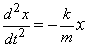 d²x/dt² = -k/m x